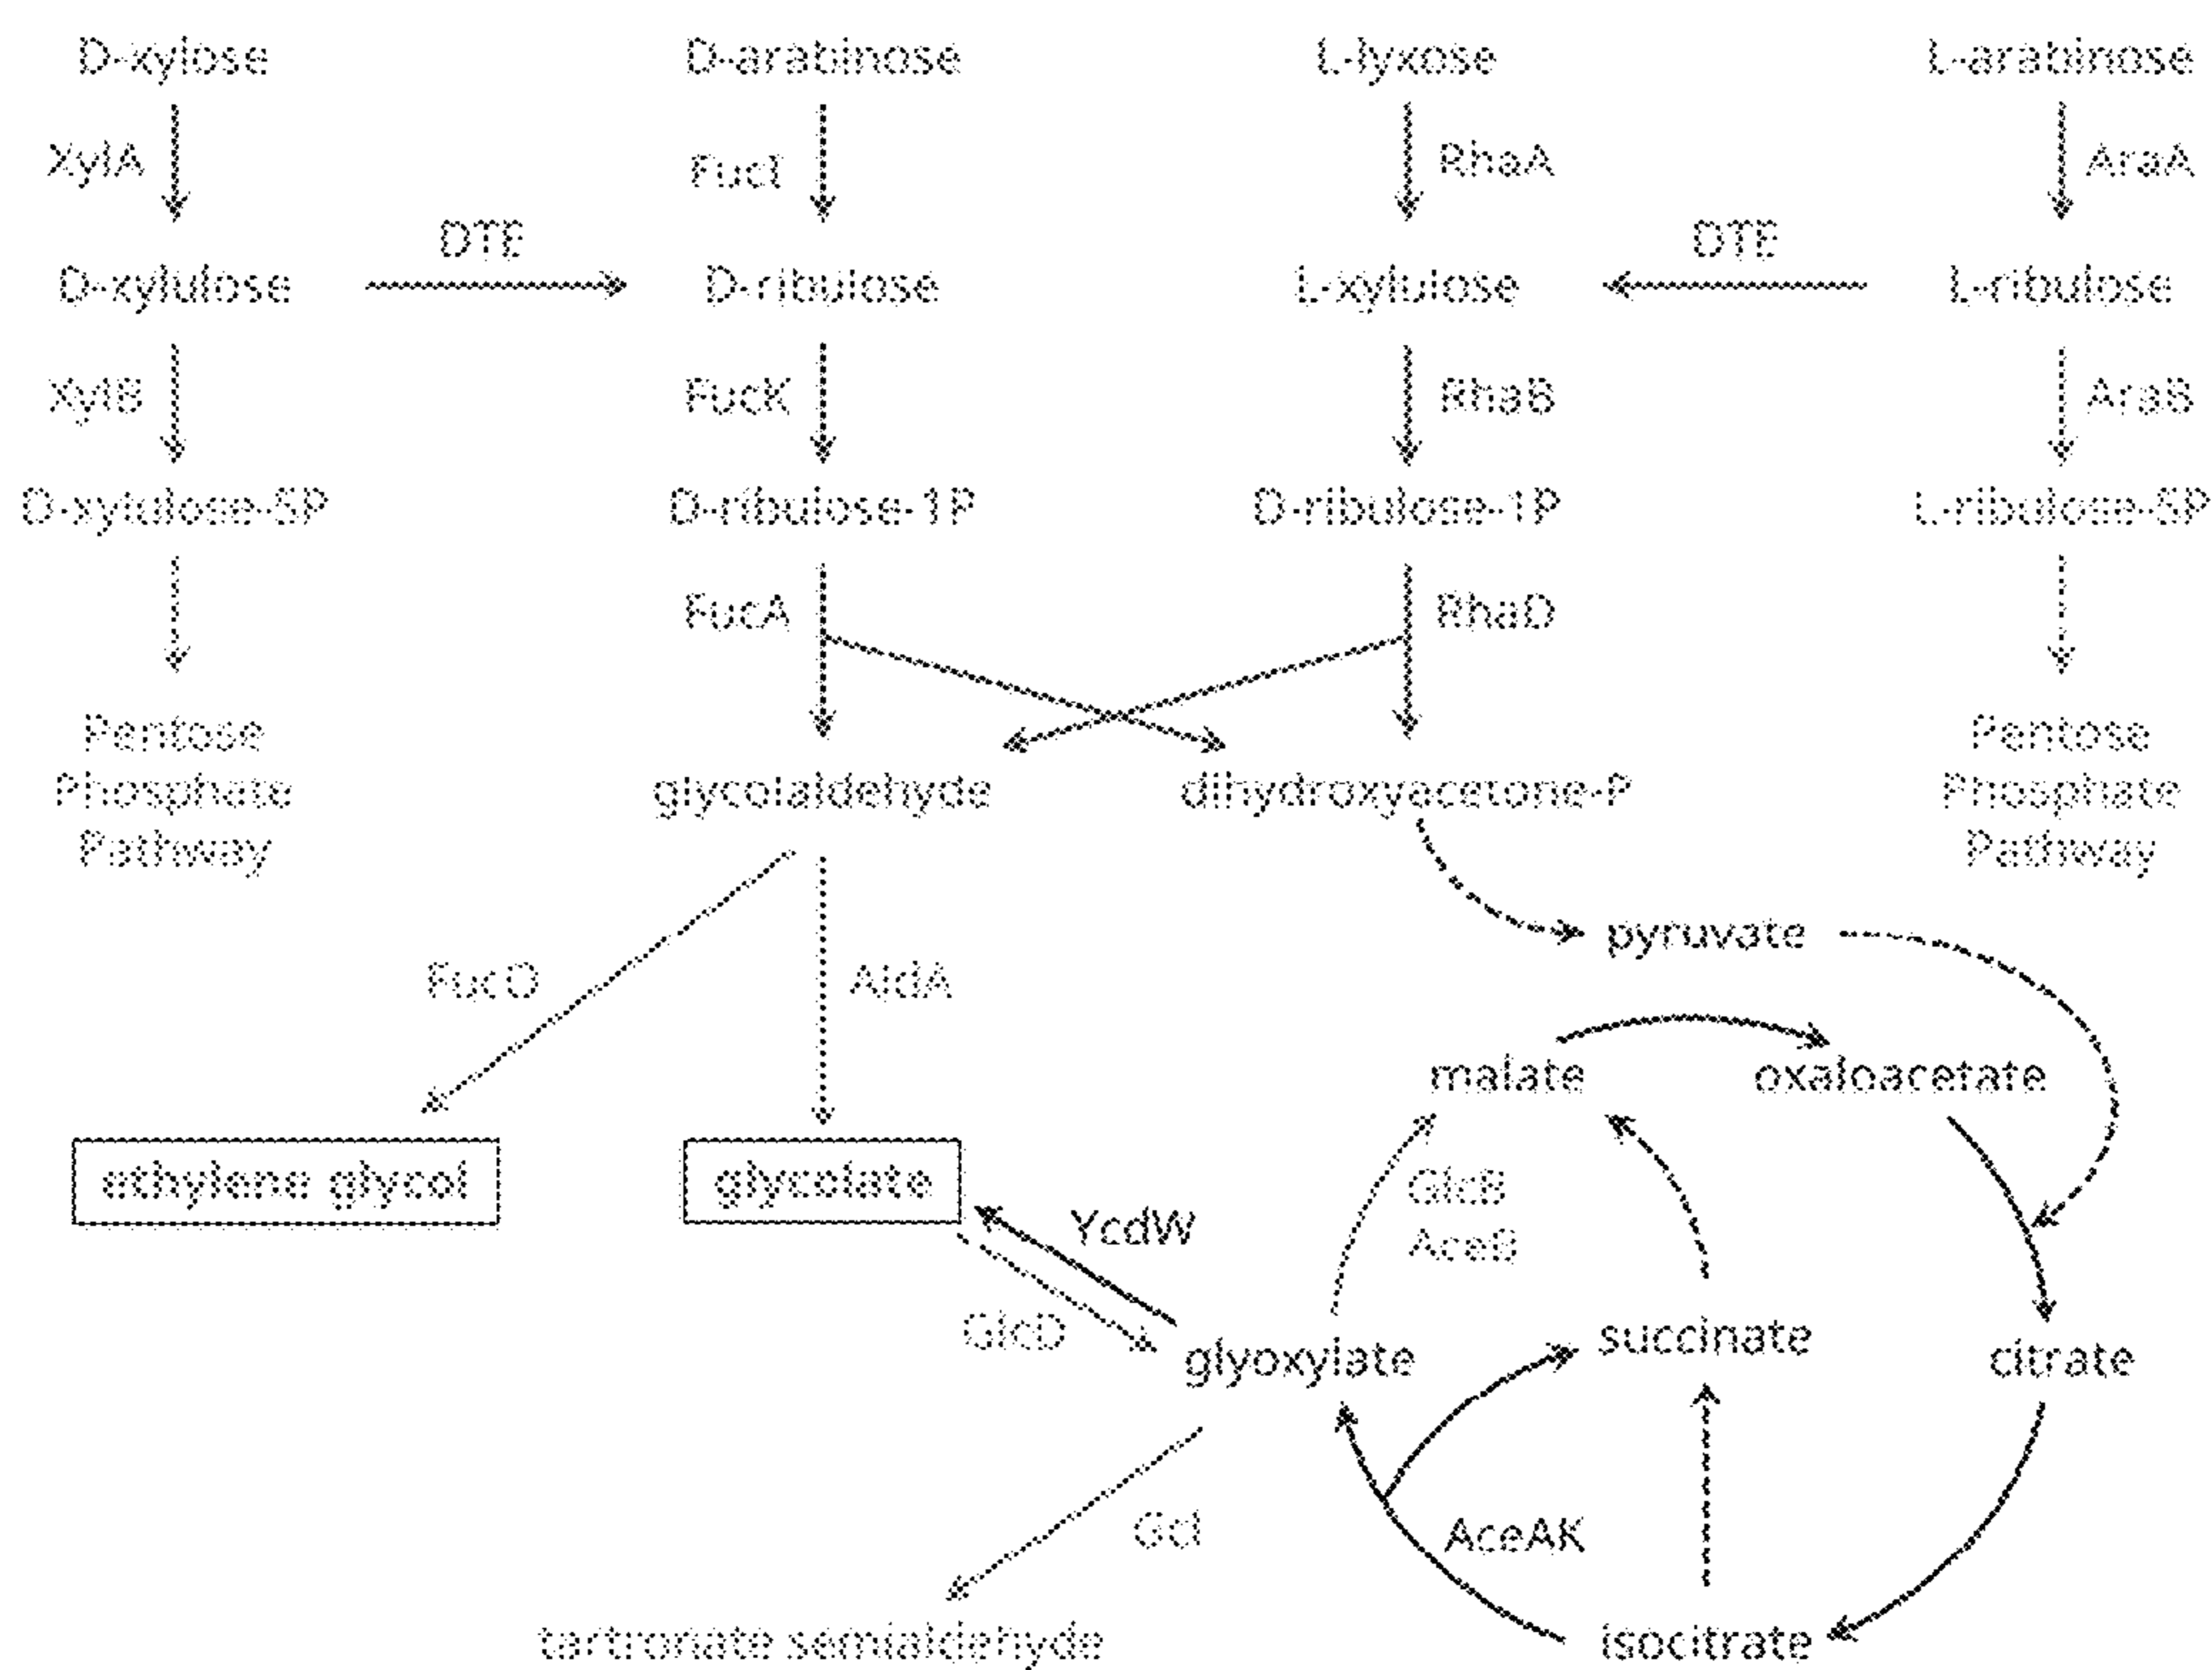 D-xylose
D-arabinose
L-lyxose
L-arabinose
XylA
FucI
RhaA
AraA
DTE
DTE
D-xylulose
D-ribulose
L-xylulose
L-ribulose
XylB
FucK
RhaB
AraB
D-xylulose-5P
D-ribulose-1P
D-ribulose-1P
L-ribulose-5P
FucA
RhaD
Pentose
Phosphate
Pathway
glycolaldehyde
dihydroxyacetone-P
Pentose
Phosphate
Pathway
pyruvate
FucO
AldA
malate
oxaloacetate
ethylene glycol
glycolate
YcdW
GlcB
AceB
GlcD
glyoxylate
succinate
citrate
Gcl
AceAK
tartronate semialdehyde
isocitrate